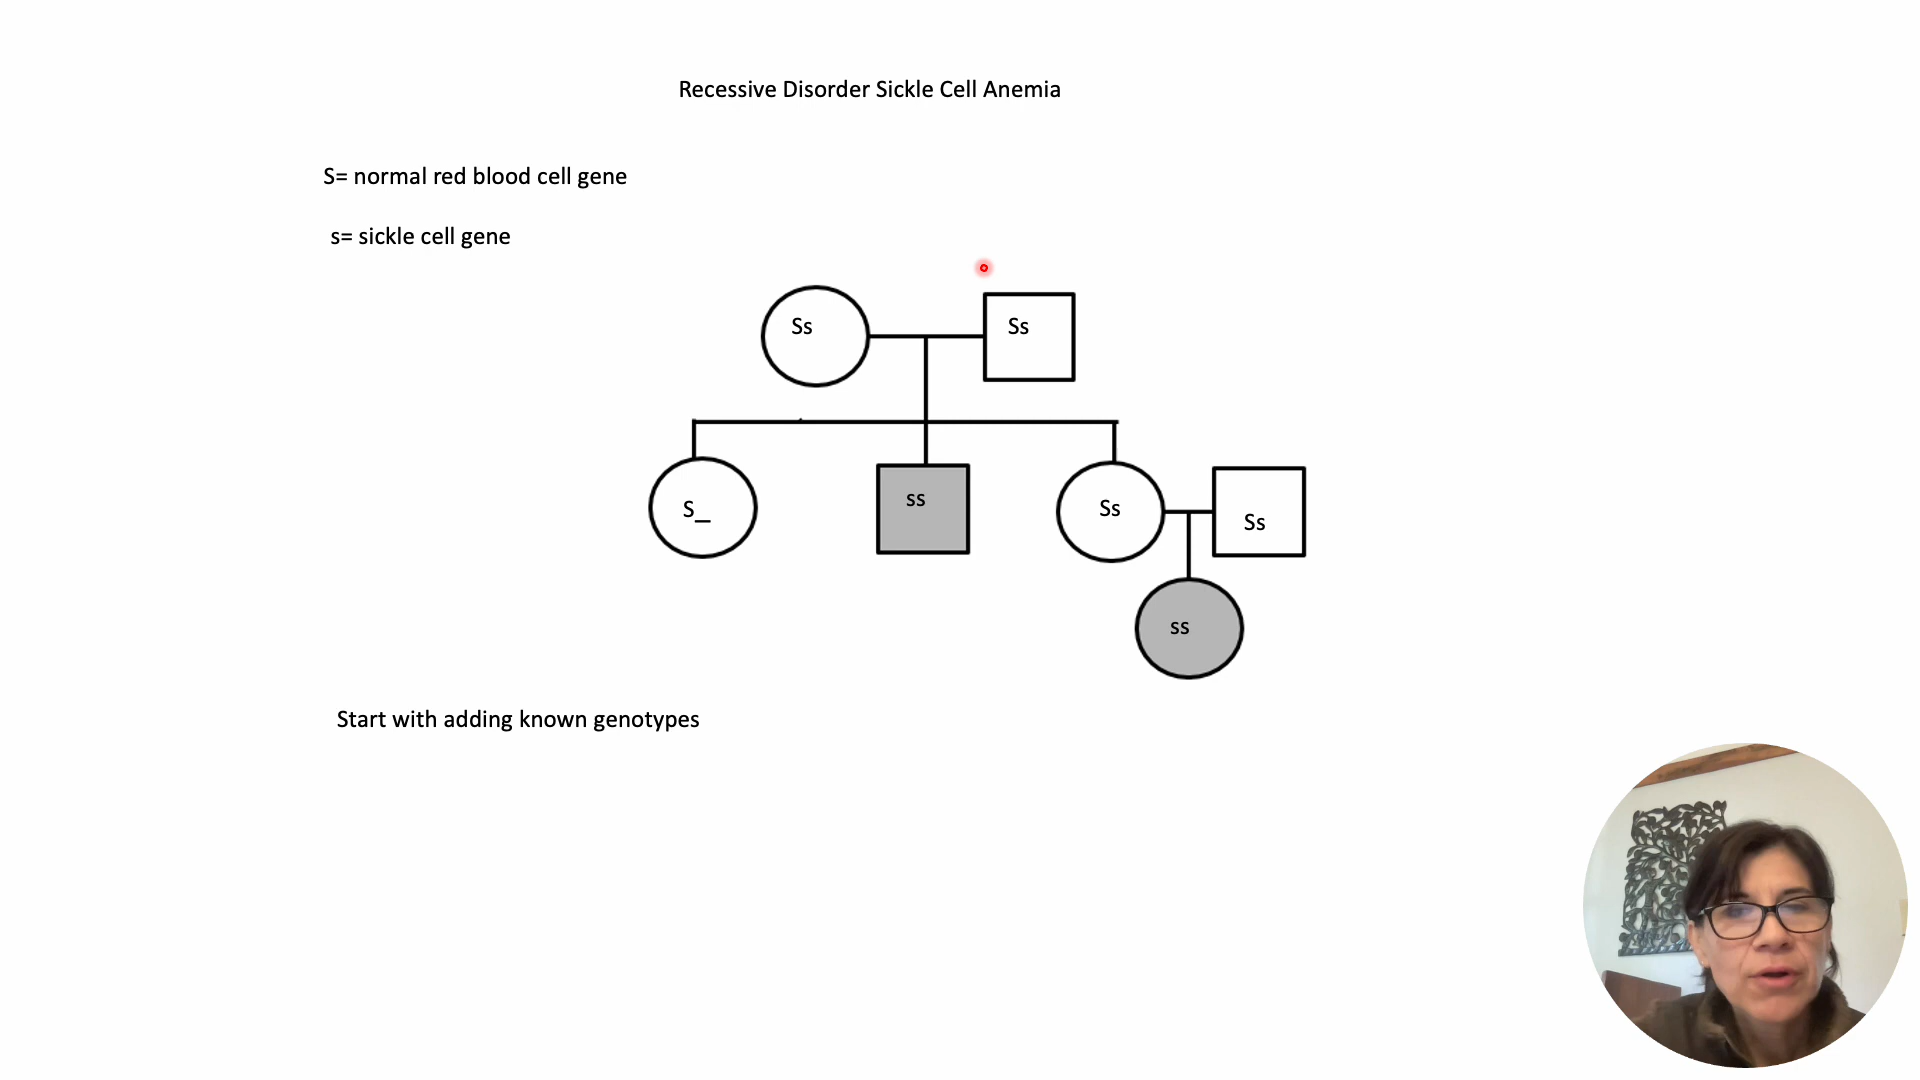 Recessive Disorder Sickle Cell Anemia
S= normal red blood cell gene
s= sickle cell gene
Ss
Ss
S_
ss
Ss
Ss
ss
Start with adding known genotypes